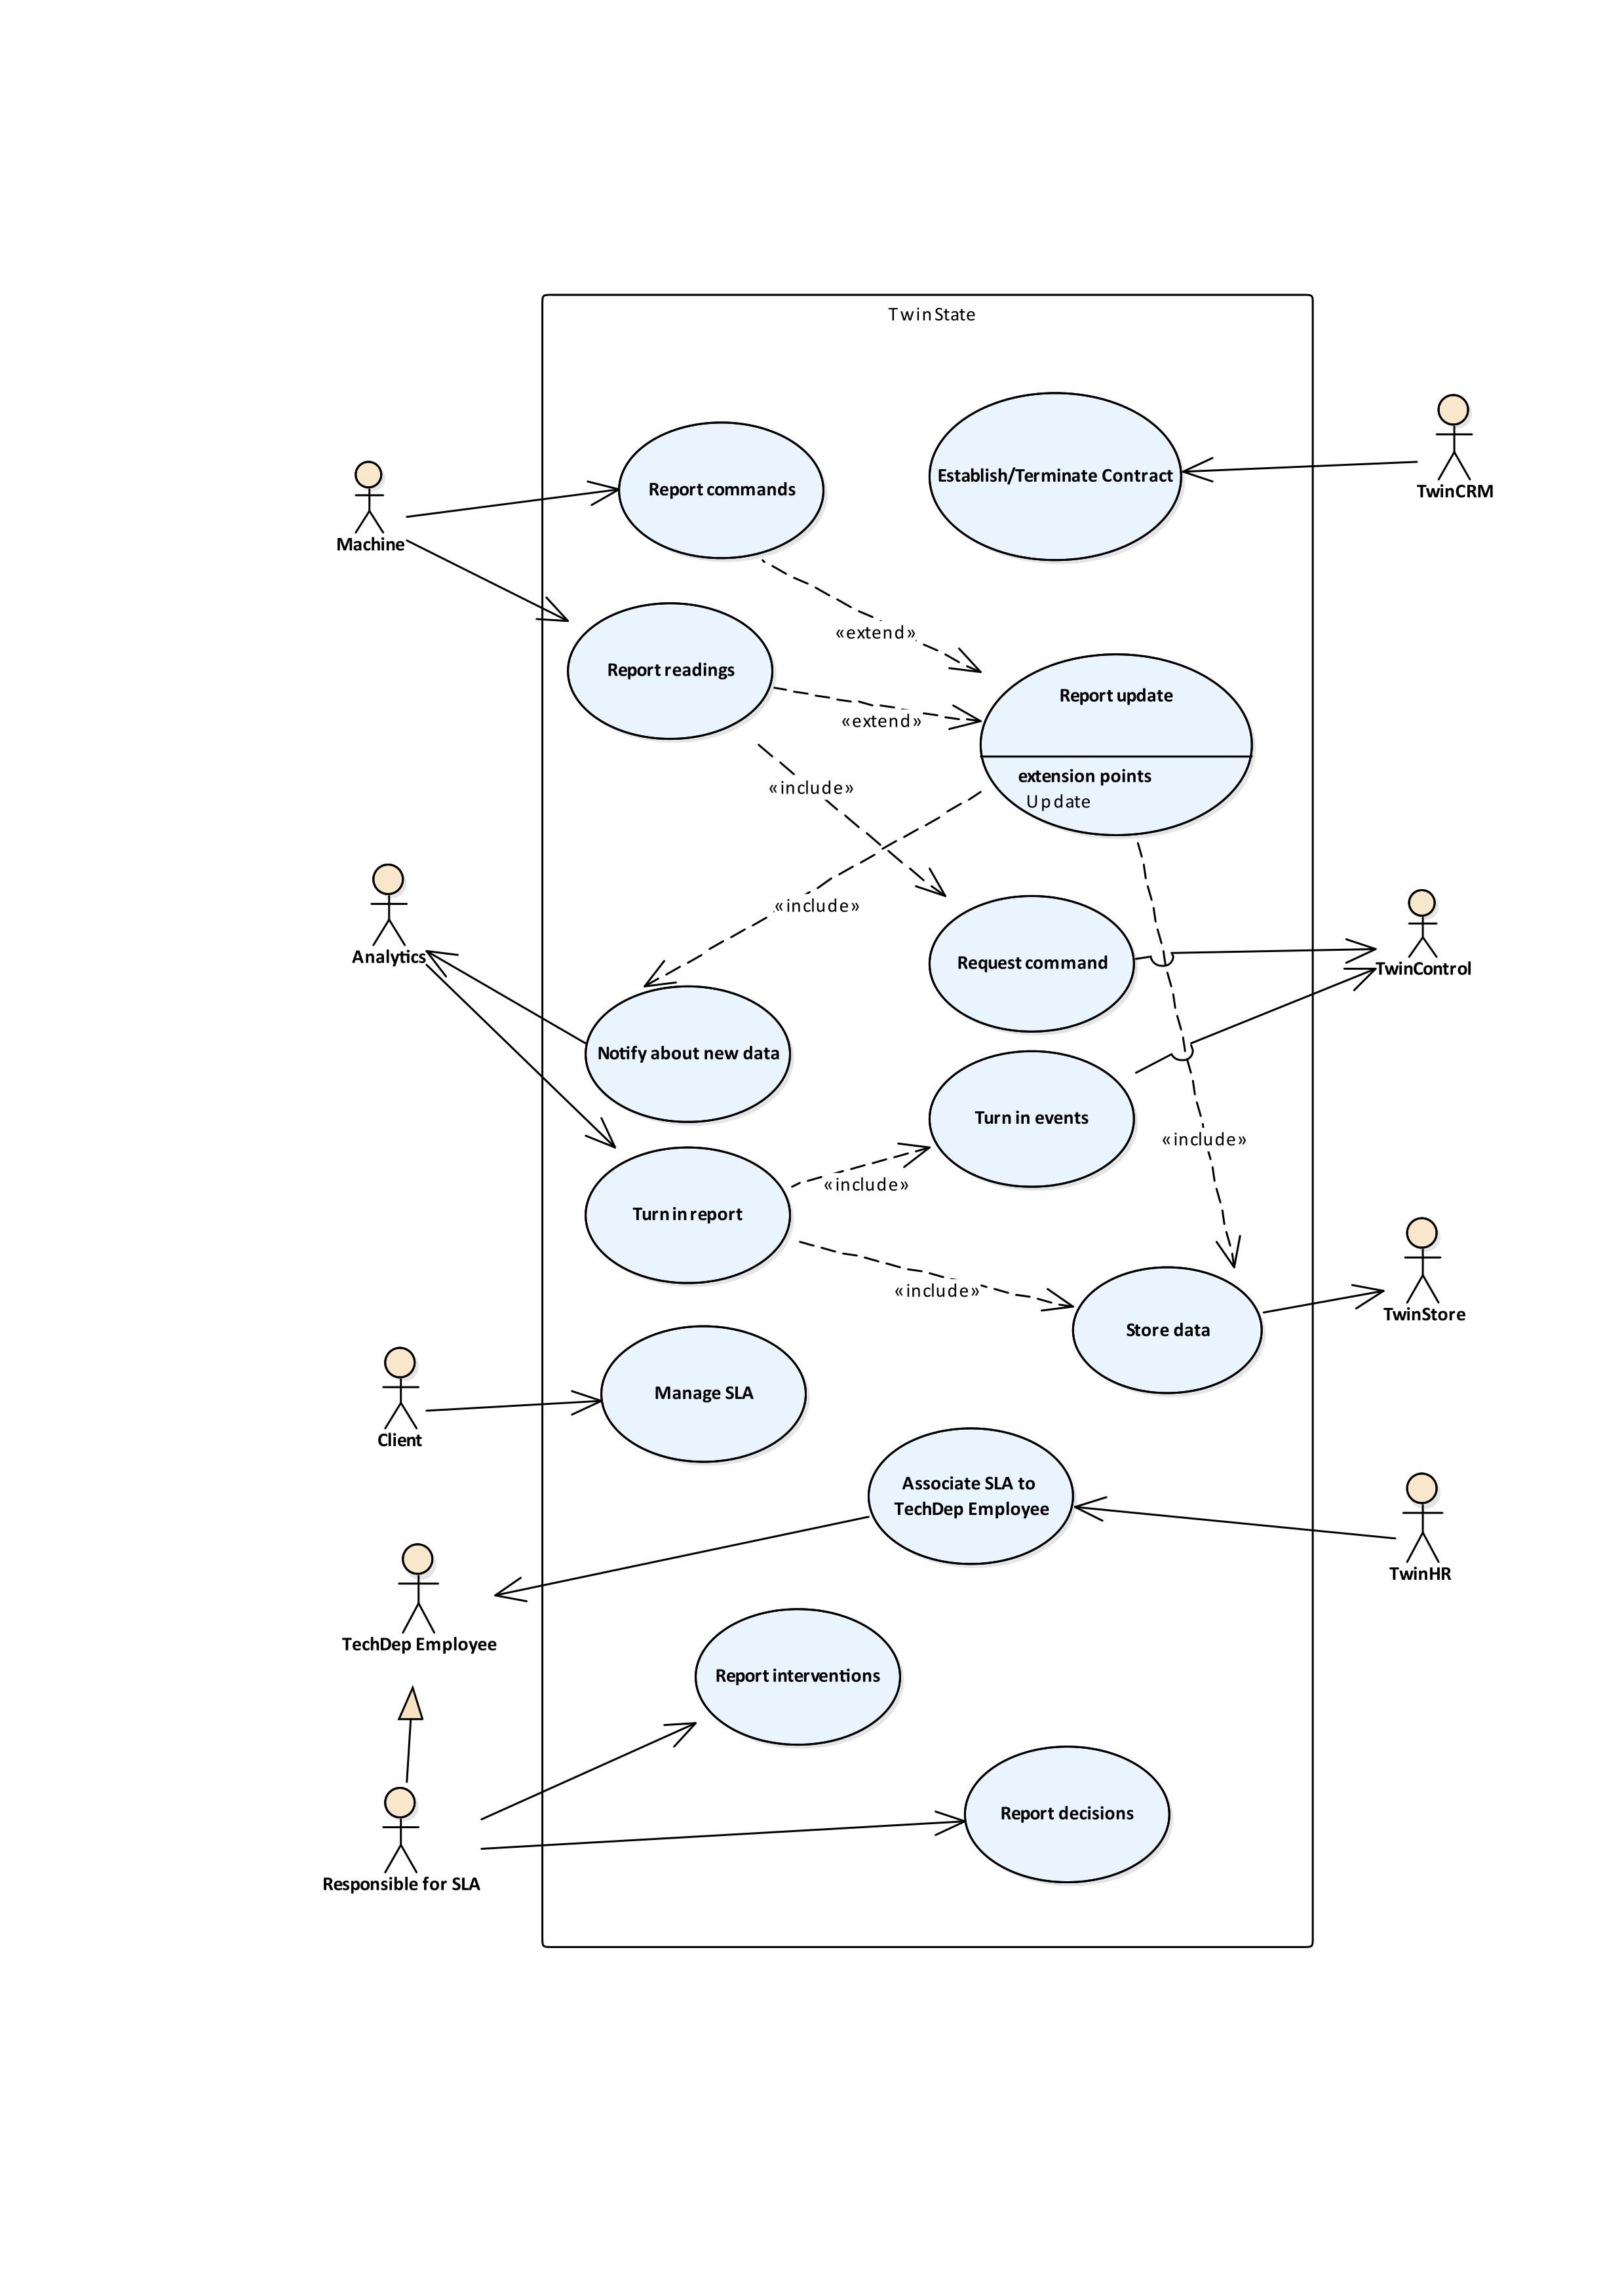 TwinState
TwinCRM
Report commands
Establish/Terminate Contract
Machine
«extend»
Report readings
Report update
«extend»
extension points
Update
«include»
«include»
Analytics
Request command
TwinControl
Notify about new data
Turn in events
«include»
«include»
Turn in report
«include»
TwinStore
Store data
Manage SLA
Client
Associate SLA to
TechDep Employee
TwinHR
TechDep Employee
Report interventions
Report decisions
Responsible for SLA